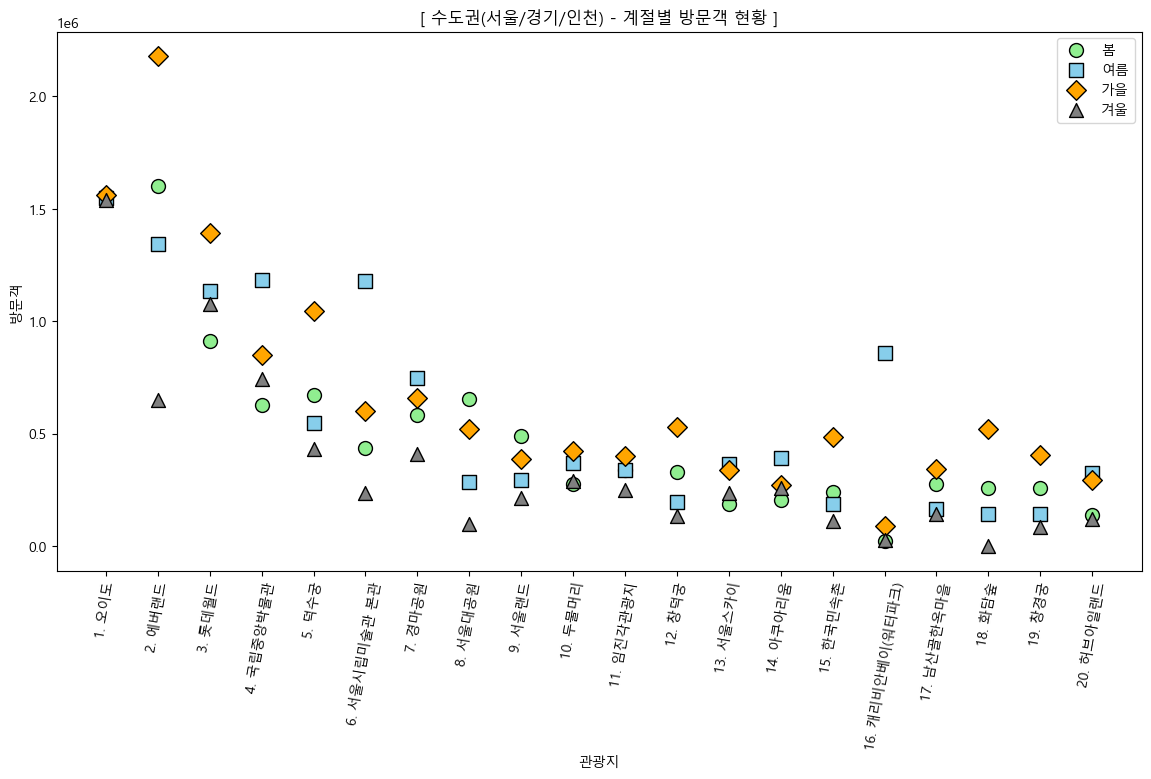 [ 수도권(서울/경기/인천) - 계절별 방문객 현황 ]
1e6
봄
여름
가을
겨울
방문객
2.0
1.5
1.0
0.5
0.0
1. 오이도
2. 에버랜드
3. 롯데월드
4. 국립중앙박물관
5. 덕수궁
6. 서울시립미술관 본관
7. 경마공원
8. 서울대공원
9. 서울랜드
10. 두물머리
11. 임진각관광지
12. 창덕궁
13. 서울스카이
14. 아쿠아리움
15. 한국민속촌
16. 캐리비안베이(워터파크)
17. 남산골한옥마을
18. 화담숲
19. 창경궁
20. 허브아일랜드
관광지